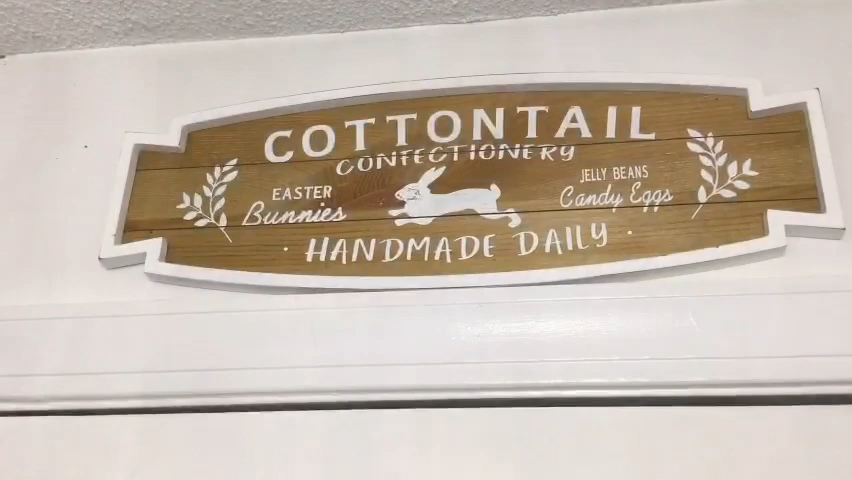 COTTONTAIL
CONFECTIONERY
EASTER
Bunnies
JELLY BEANS
Candy Eggs
· HANDMADE DAILY ·